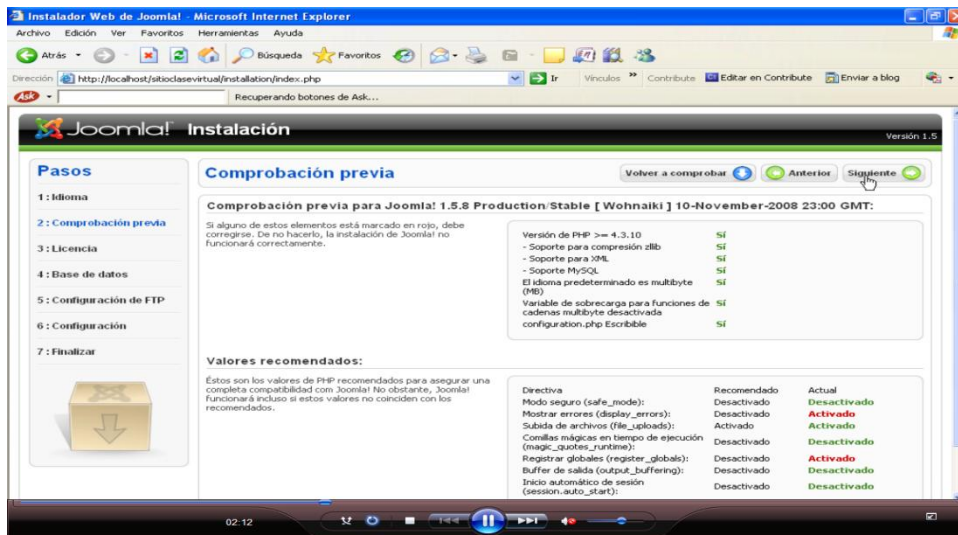 Instalador Web de Joomla! - Microsoft Internet Explorer
Archivo Edición Ver Favoritos Herramientas Ayuda
Atrás Búsqueda Favoritos
Dirección http://localhost/sitioclasevirtual/installation/index.php Ir Vínculos » Contribute Editar en Contribute Enviar a blog
Ask Recuperando botones de Ask...
Joomla! Instalación
Versión 1.5
Pasos
1 : Idioma
2 : Comprobación previa
3 : Licencia
4 : Base de datos
5 : Configuración de FTP
6 : Configuración
7 : Finalizar
Comprobación previa
Volver a comprobar Anterior Siguiente
Comprobación previa para Joomla! 1.5.8 Production/Stable [ Wohnaiki ] 10-November-2008 23:00 GMT:
Si alguno de estos elementos está marcado en rojo, debe
corregirse. De no hacerlo, la instalación de Joomla! no
funcionará correctamente.
Versión de PHP >= 4.3.10 Sí
- Soporte para compresión zlib Sí
- Soporte para XML Sí
- Soporte MySQL Sí
El idioma predeterminado es multibyte Sí
(MB)
Variable de sobrecarga para funciones de Sí
cadenas multibyte desactivada
configuration.php Escribible Sí
Valores recomendados:
Éstos son los valores de PHP recomendados para asegurar una
completa compatibilidad con Joomla! No obstante, Joomla!
funcionará incluso si estos valores no coinciden con los
recomendados.
Directiva Recomendado Actual
Modo seguro (safe_mode): Desactivado Desactivado
Mostrar errores (display_errors): Desactivado Activado
Subida de archivos (file_uploads): Activado Activado
Comillas mágicas en tiempo de ejecución
(magic_quotes_runtime): Desactivado Desactivado
Registrar globales (register_globals): Desactivado Activado
Buffer de salida (output_buffering): Desactivado Desactivado
Inicio automático de sesión
(session.auto_start): Desactivado Desactivado
02:12